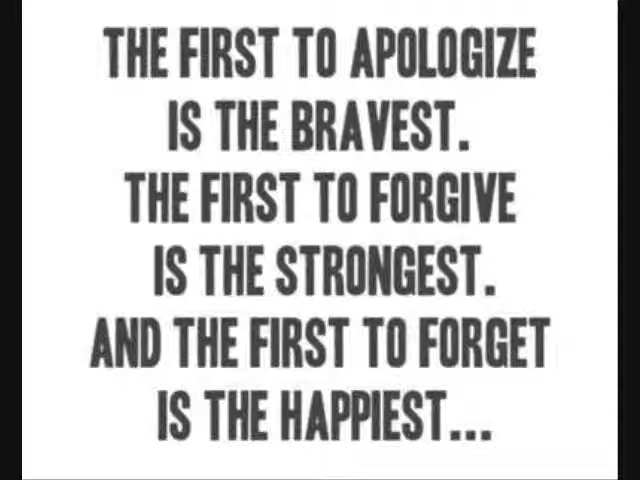 THE FIRST TO APOLOGIZE
IS THE BRAVEST.
THE FIRST TO FORGIVE
IS THE STRONGEST.
AND THE FIRST TO FORGET
IS THE HAPPIEST...